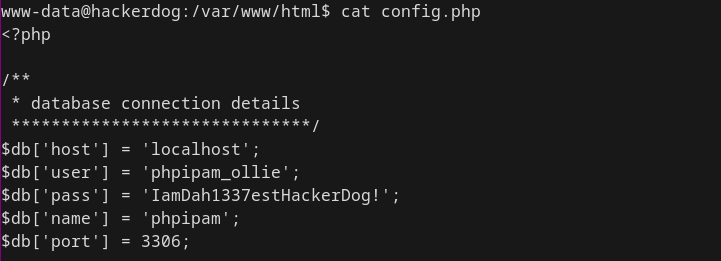 www-data@hackerdog:/var/www/html$ cat config.php
<?php

/**
 * database connection details
 ******************************/
$db['host'] = 'localhost';
$db['user'] = 'phpipam_ollie';
$db['pass'] = 'IamDah1337estHackerDog!';
$db['name'] = 'phpipam';
$db['port'] = 3306;